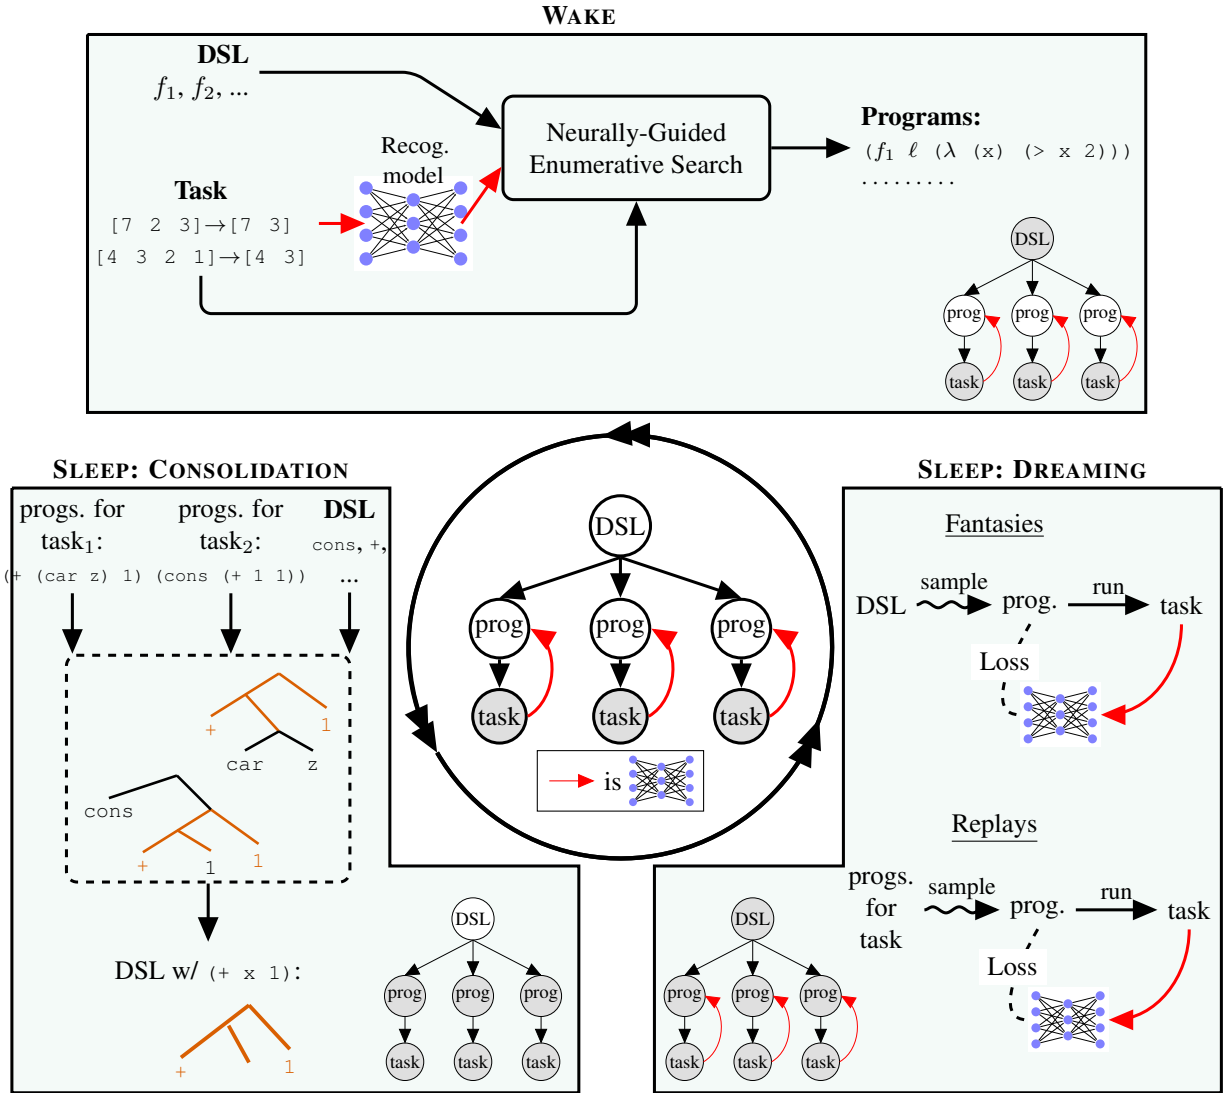 WAKE
DSL
f1, f2, ...
Recog.
model
Task
[7 2 3]→[7 3]
[4 3 2 1]→[4 3]
Neurally-Guided
Enumerative Search
Programs:
(f1 ℓ (λ (x) (> x 2)))
.........
DSL
prog prog prog
task task task
SLEEP: CONSOLIDATION
progs. for
task1:
progs. for
task2:
DSL
cons, +,
...
(+ (car z) 1)
(cons (+ 1 1))
+ 1
car z
cons
+ 1 1
DSL w/ (+ x 1):
+ 1
DSL
prog prog prog
task task task
DSL
prog prog prog
task task task
is
SLEEP: DREAMING
Fantasies
DSL sample prog. run task
Loss
Replays
progs.
for
task
sample prog. run task
Loss
DSL
prog prog prog
task task task